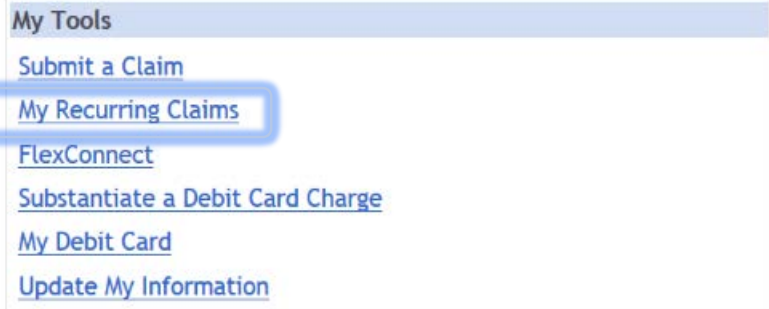 My Tools
Submit a Claim
My Recurring Claims
FlexConnect
Substantiate a Debit Card Charge
My Debit Card
Update My Information